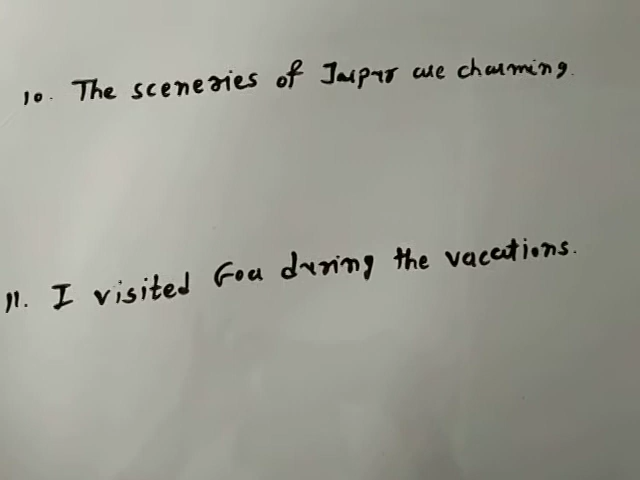 10. The sceneries of Jaipur are charming.
11. I visited Goa during the vacations.